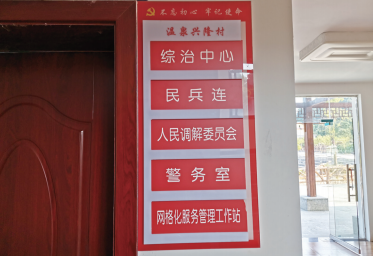 不忘初心 牢记使命
温泉兴隆村
综治中心
民兵连
人民调解委员会
警务室
网格化服务管理工作站